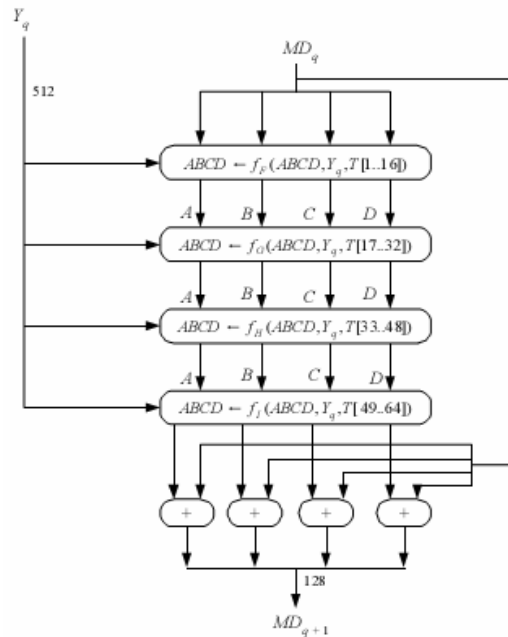 Y_q
MD_q
512
ABCD ← f_F(ABCD,Y_q,T[1..16])
A B C D
ABCD ← f_G(ABCD,Y_q,T[17..32])
A B C D
ABCD ← f_H(ABCD,Y_q,T[33..48])
A B C D
ABCD ← f_I(ABCD,Y_q,T[49..64])
+ + + +
128
MD_{q+1}